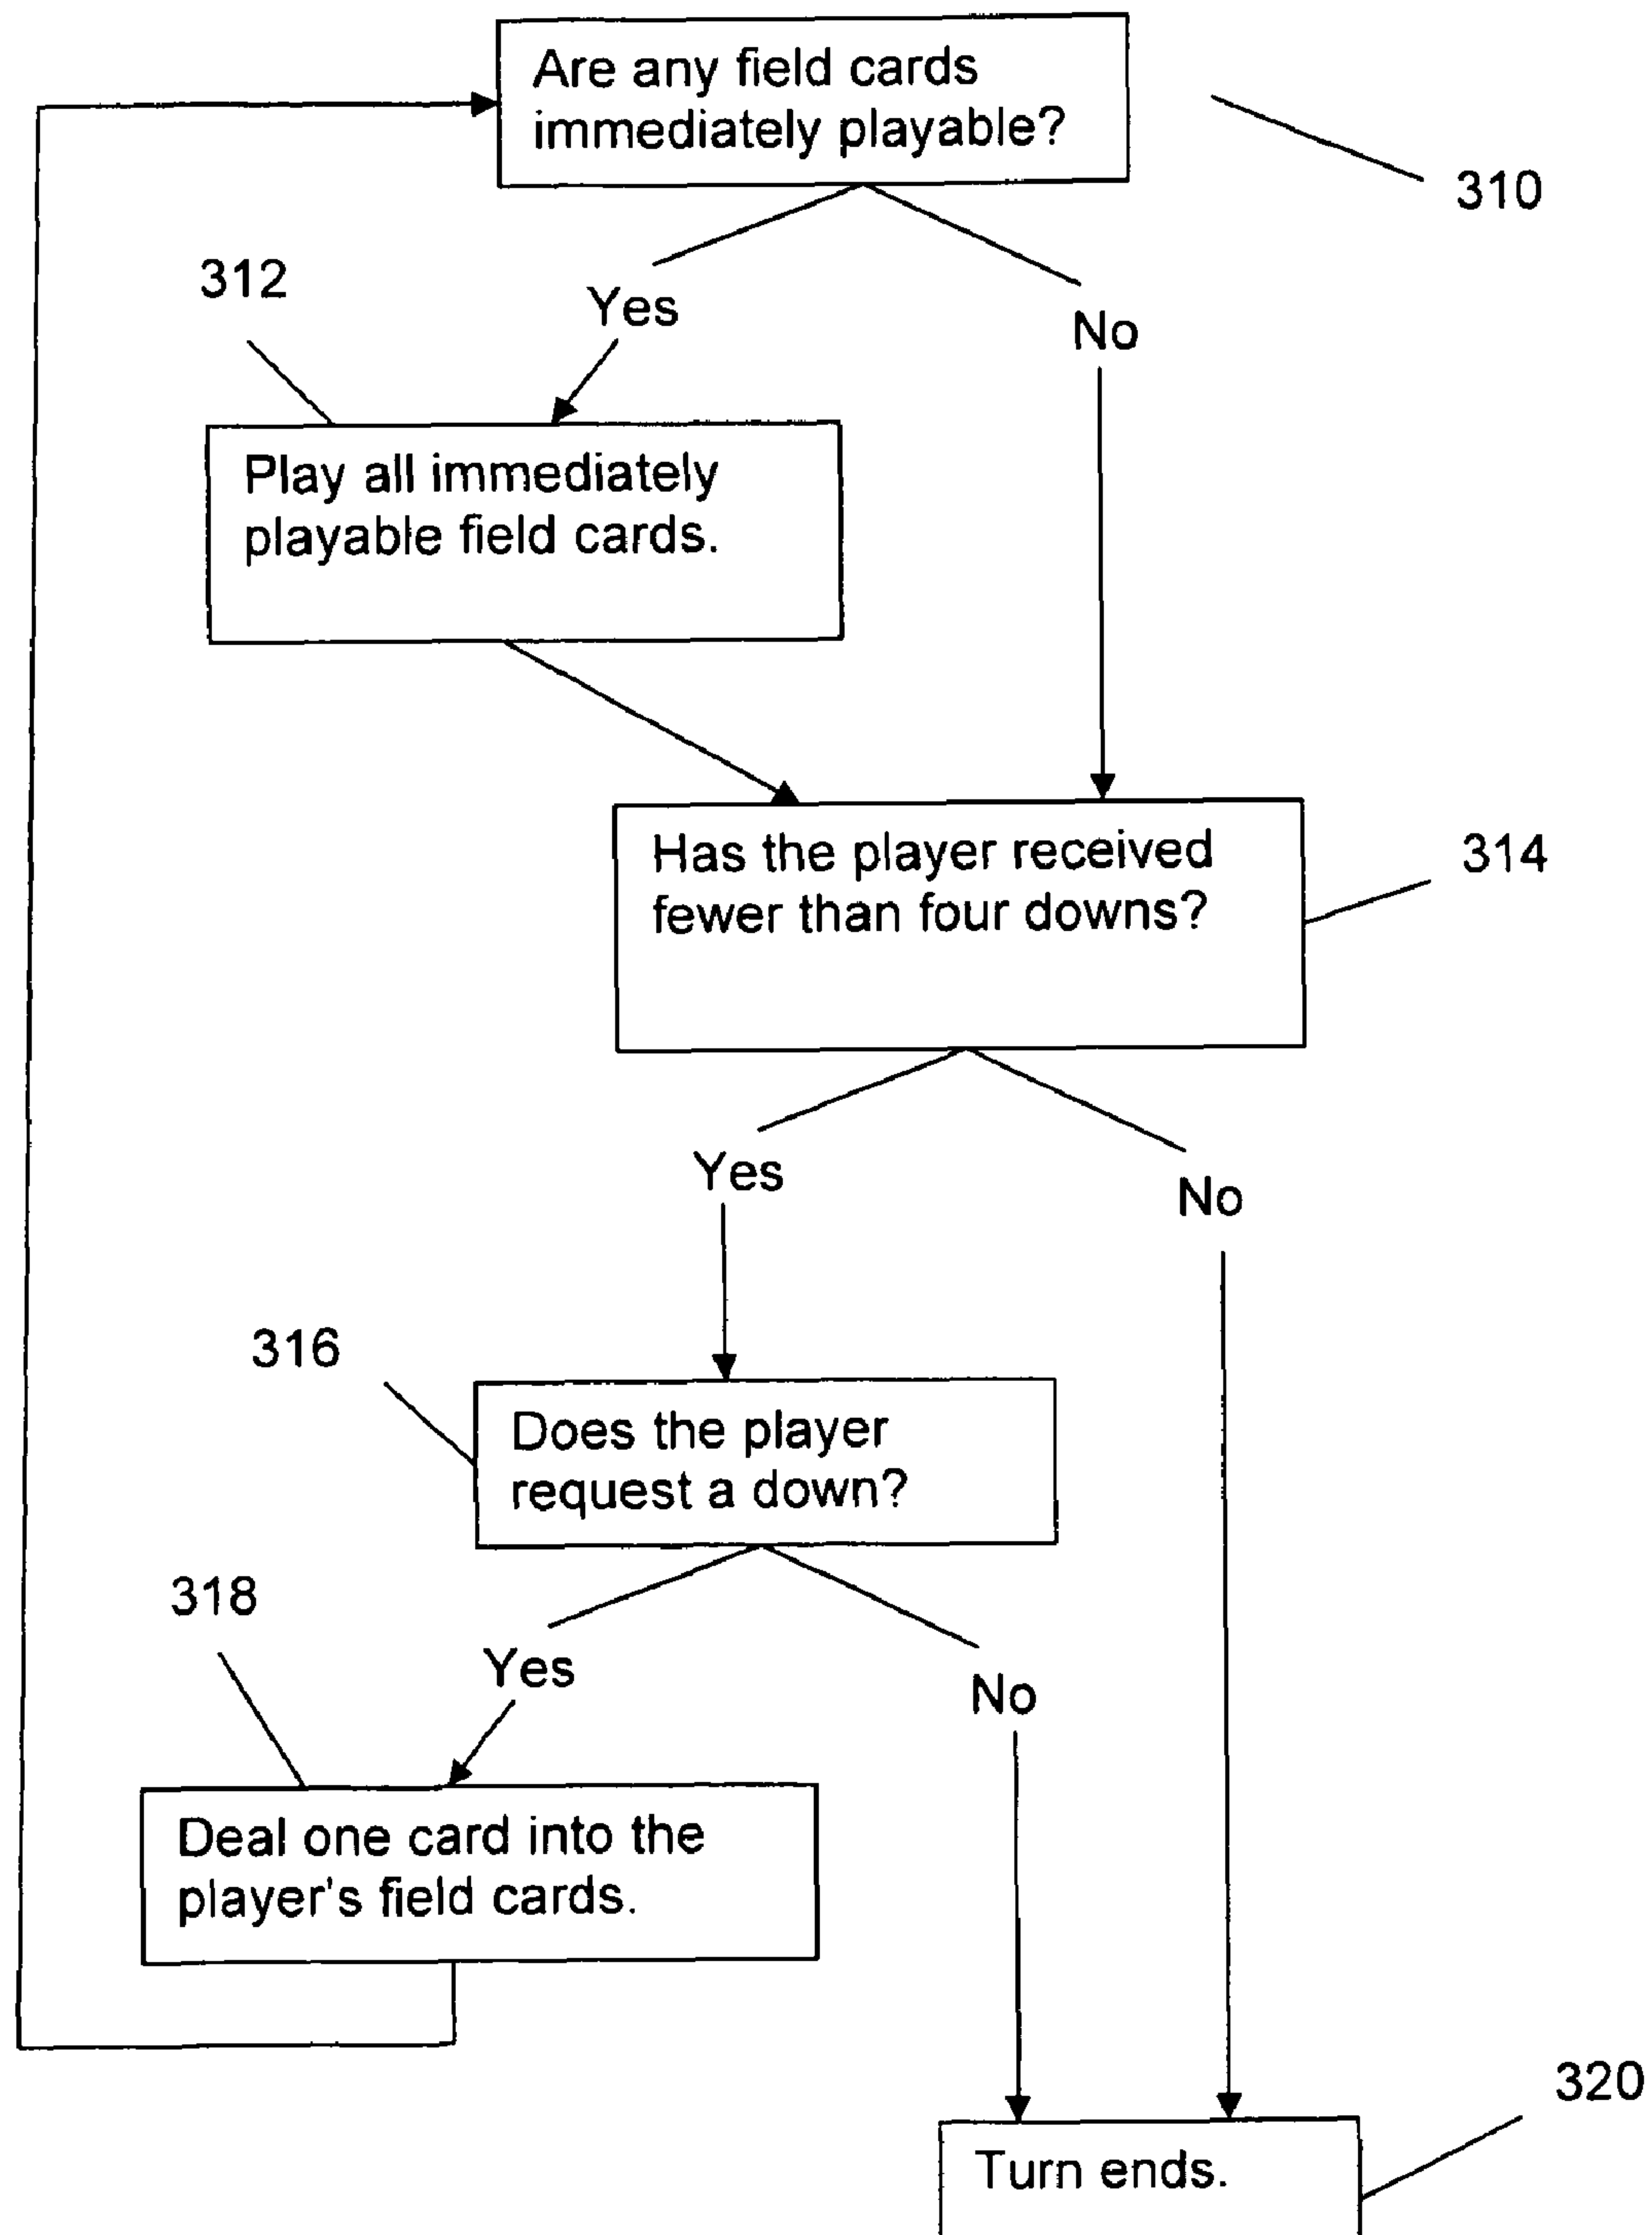 Are any field cards
immediately playable?
310
312
Yes
No
Play all immediately
playable field cards.
Has the player received
fewer than four downs?
314
Yes
No
316
Does the player
request a down?
318
Yes
No
Deal one card into the
player's field cards.
320
Turn ends.